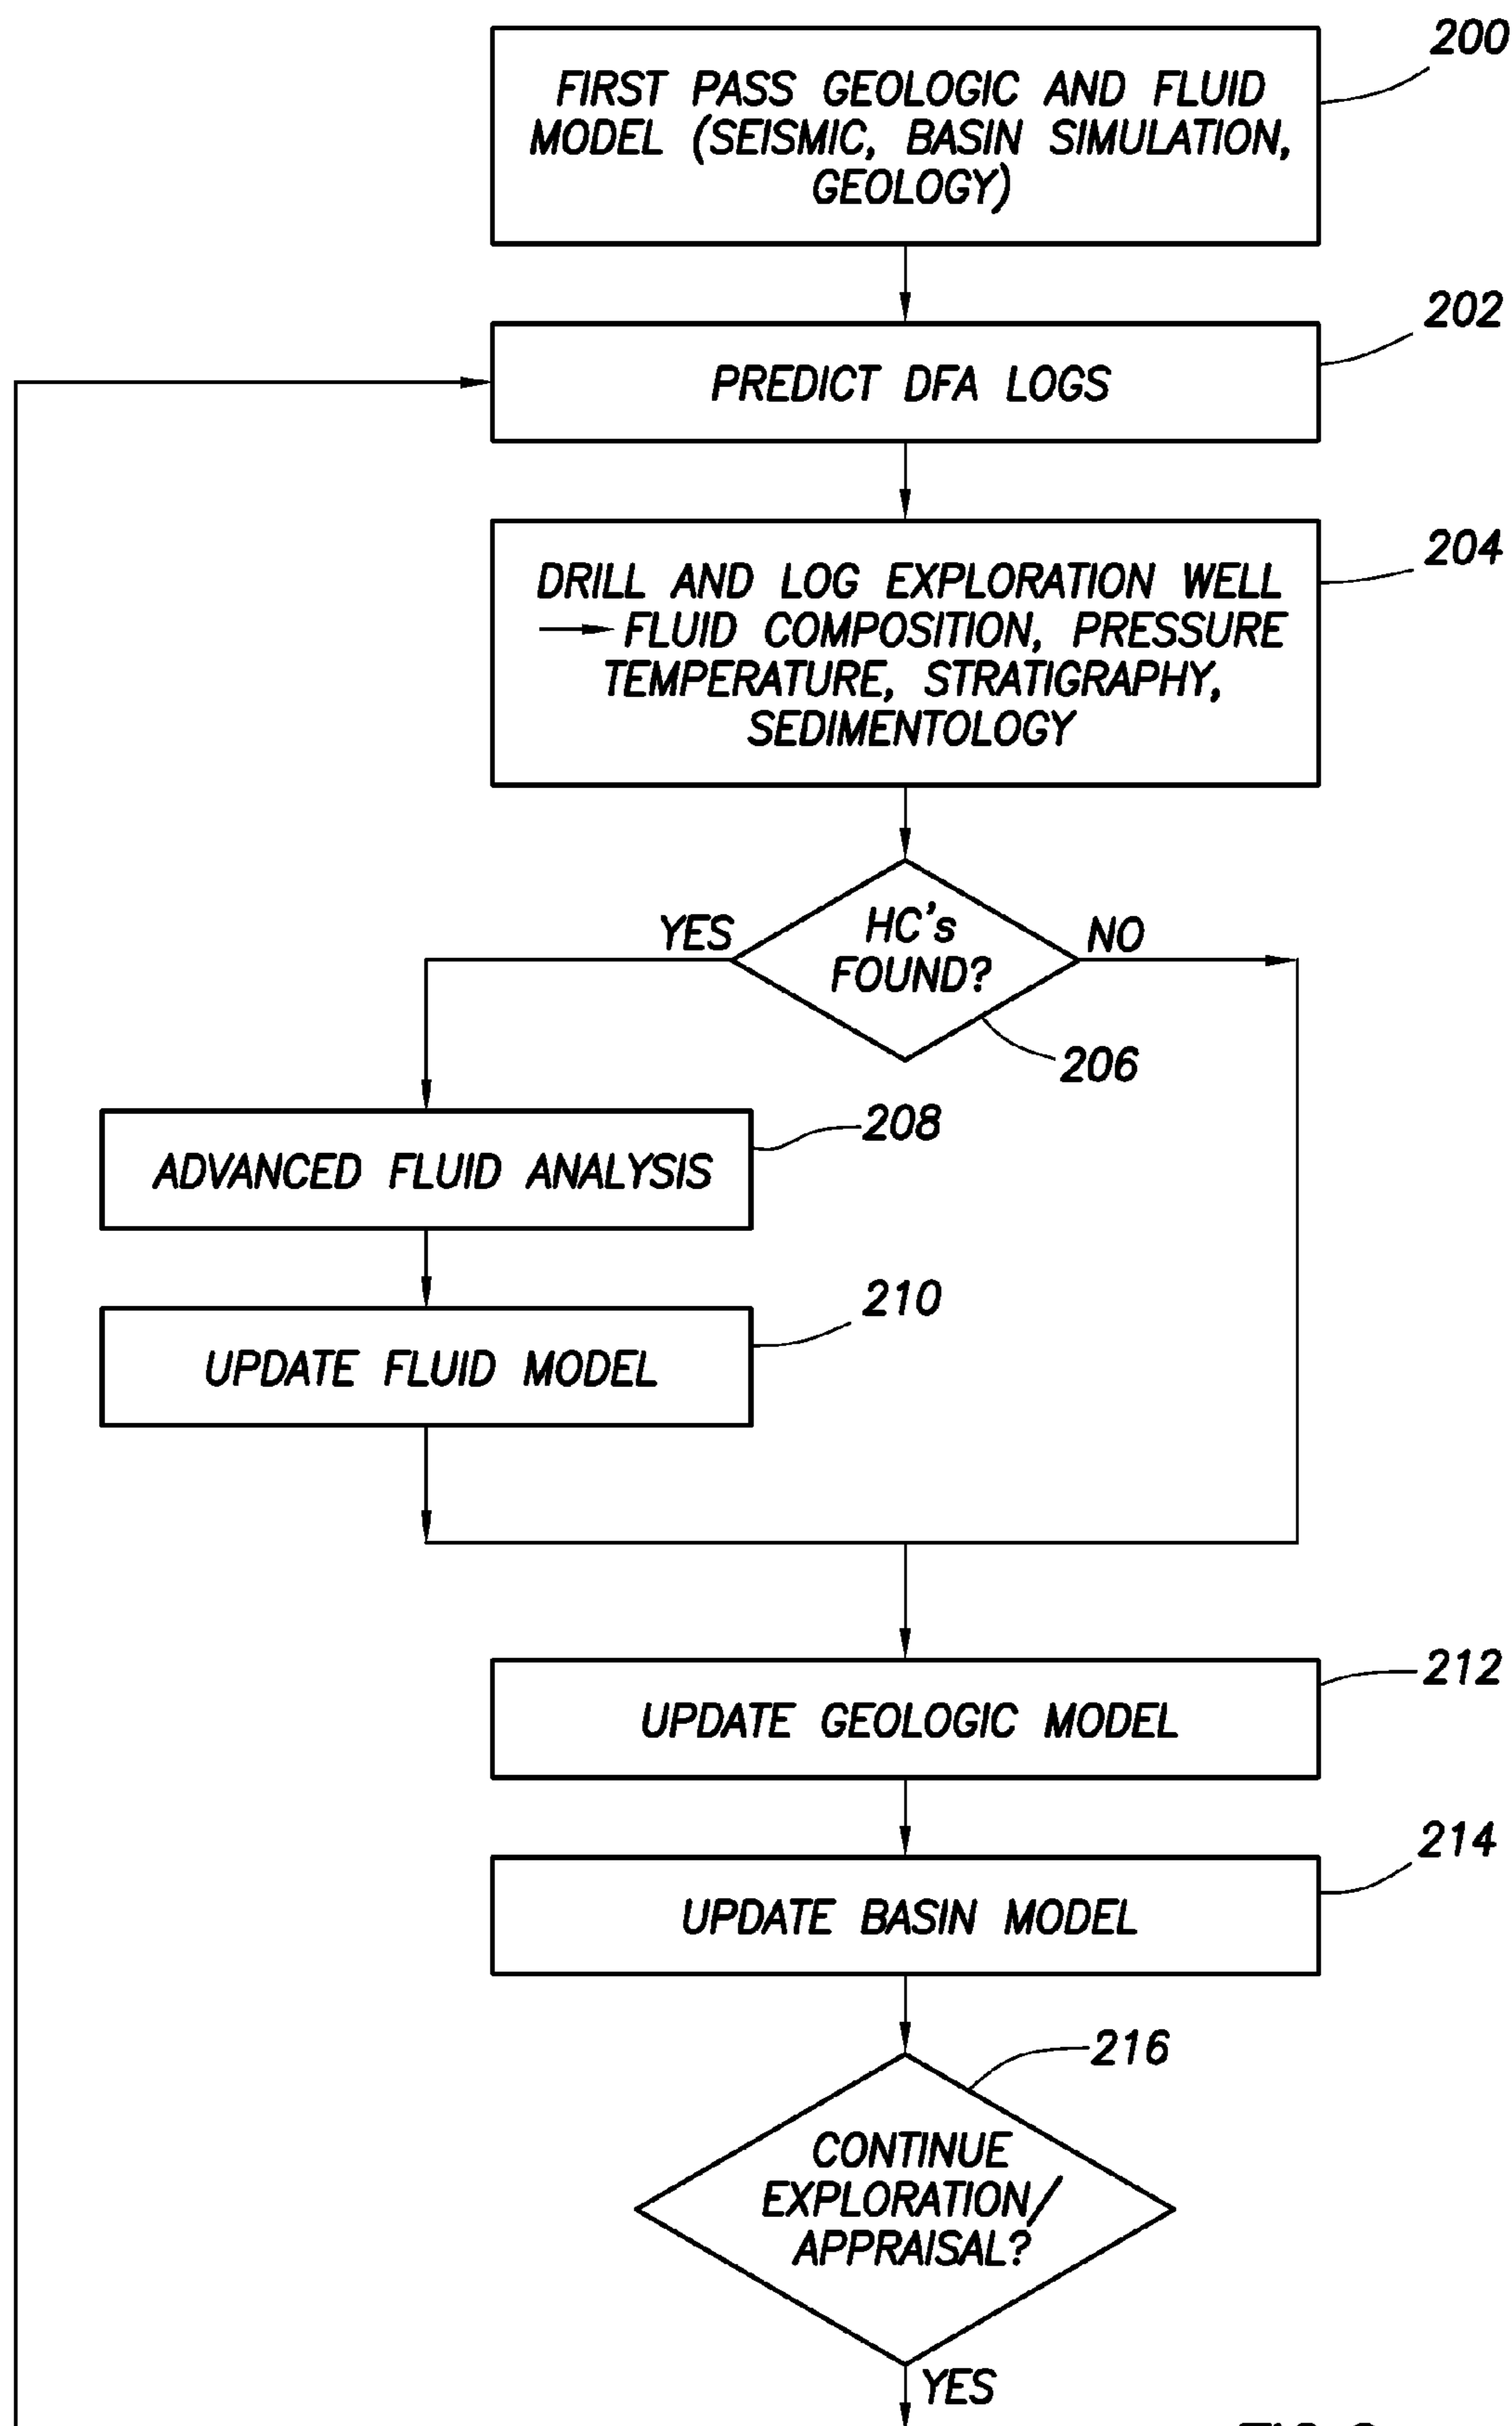 200
FIRST PASS GEOLOGIC AND FLUID
MODEL (SEISMIC, BASIN SIMULATION,
GEOLOGY)
202
PREDICT DFA LOGS
204
DRILL AND LOG EXPLORATION WELL
→ FLUID COMPOSITION, PRESSURE
TEMPERATURE, STRATIGRAPHY,
SEDIMENTOLOGY
YES
HC's
FOUND?
NO
206
208
ADVANCED FLUID ANALYSIS
210
UPDATE FLUID MODEL
212
UPDATE GEOLOGIC MODEL
214
UPDATE BASIN MODEL
216
CONTINUE
EXPLORATION/
APPRAISAL?
YES